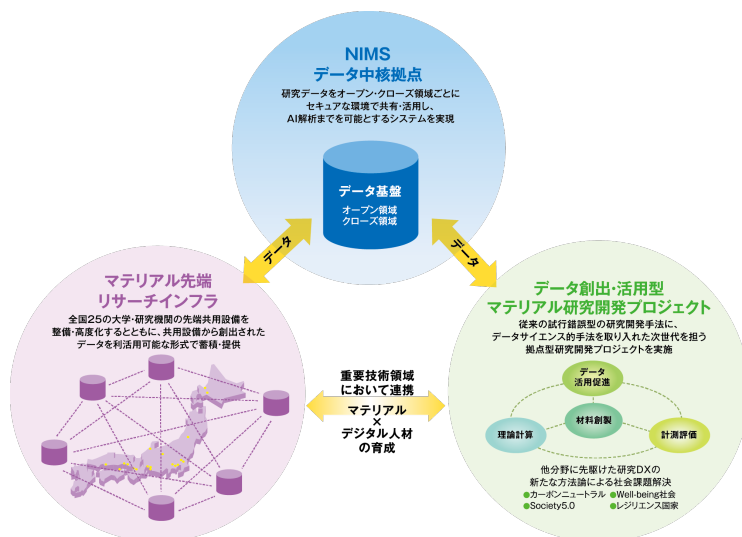 NIMS
データ中核拠点
研究データをオープン・クローズ領域ごとに
セキュアな環境で共有・活用し、
AI解析までを可能とするシステムを実現
データ基盤
オープン領域
クローズ領域
データ
データ
マテリアル先端
リサーチインフラ
全国25の大学・研究機関の先端共用設備を
整備・高度化するとともに、共用設備から創出された
データを利活用可能な形式で蓄積・提供
データ創出・活用型
マテリアル研究開発プロジェクト
従来の試行錯誤型の研究開発手法に、
データサイエンス的手法を取り入れた次世代を担う
拠点型研究開発プロジェクトを実施
データ
活用促進
理論計算
材料創製
計測評価
他分野に先駆けた研究DXの
新たな方法論による社会課題解決
●カーボンニュートラル ●Well-being社会
●Society5.0 ●レジリエンス国家
重要技術領域
において連携
マテリアル
×
デジタル人材
の育成